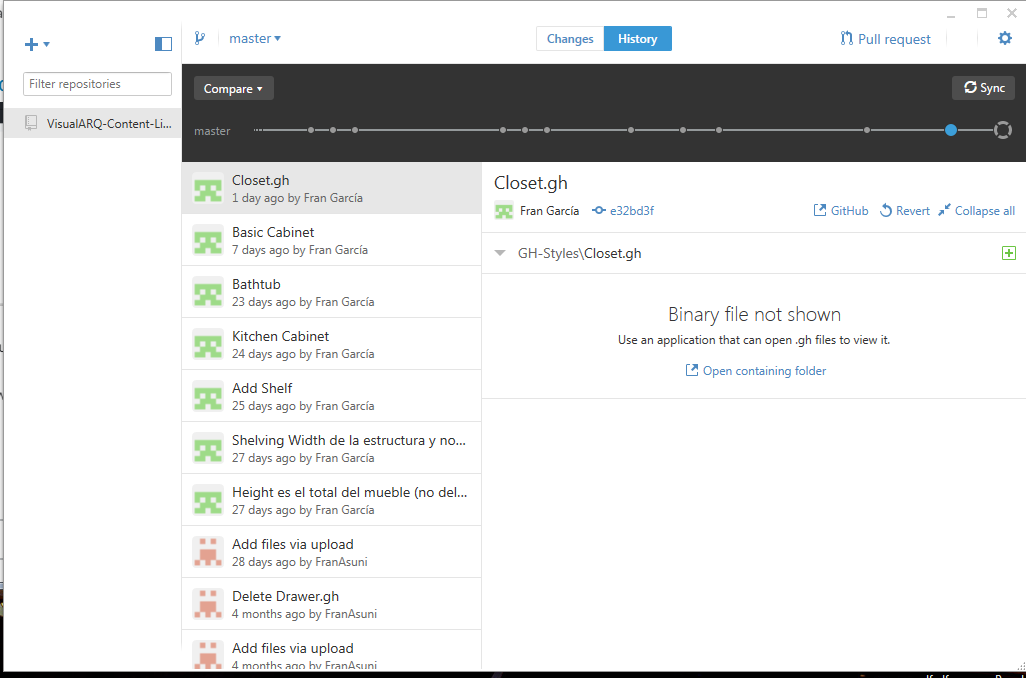 master
Changes
History
Pull request
Filter repositories
Compare
Sync
VisualARQ-Content-Li...
master
Closet.gh
1 day ago by Fran García
Basic Cabinet
7 days ago by Fran García
Bathtub
23 days ago by Fran García
Kitchen Cabinet
24 days ago by Fran García
Add Shelf
25 days ago by Fran García
Shelving Width de la estructura y no...
27 days ago by Fran García
Height es el total del mueble (no del...
27 days ago by Fran García
Add files via upload
28 days ago by FranAsuni
Delete Drawer.gh
4 months ago by FranAsuni
Add files via upload
4 months ago by FranAsuni
Closet.gh
Fran García
e32bd3f
GitHub
Revert
Collapse all
GH-Styles\Closet.gh
Binary file not shown
Use an application that can open .gh files to view it.
Open containing folder